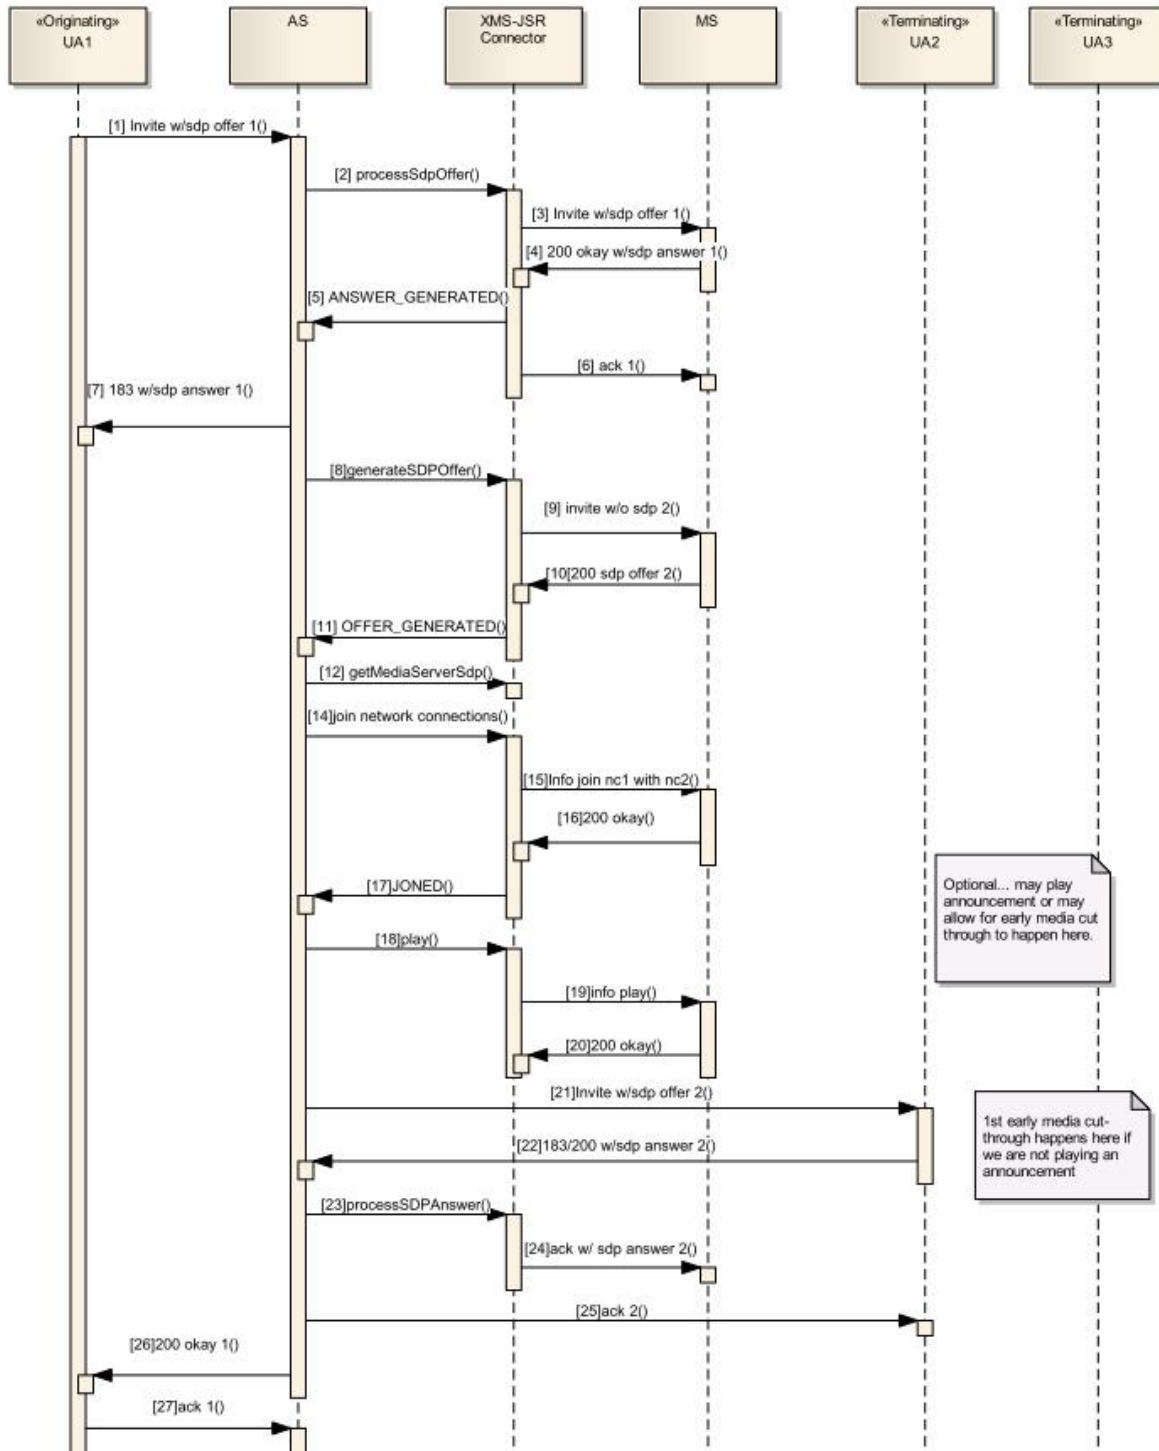 «Originating»
UA1
AS
XMS-JSR
Connector
MS
«Terminating»
UA2
«Terminating»
UA3
[1] Invite w/sdp offer 1()
[2] processSdpOffer()
[3] Invite w/sdp offer 1()
[4] 200 okay w/sdp answer 1()
[5] ANSWER_GENERATED()
[6] ack 1()
[7] 183 w/sdp answer 1()
[8]generateSDPOffer()
[9] invite w/o sdp 2()
[10[200 sdp offer 2()
[11] OFFER_GENERATED()
[12] getMediaServerSdp()
[14]join network connections()
[15]Info join nc1 with nc2()
[16]200 okay()
[17]JONED()
Optional... may play
announcement or may
allow for early media cut
through to happen here.
[18]play()
[19]info play()
[20]200 okay()
[21]Invite w/sdp offer 2()
1st early media cut-
through happens here if
we are not playing an
announcement
[22]183/200 w/sdp answer 2()
[23]processSDPAnswer()
[24]ack w/ sdp answer 2()
[25]ack 2()
[26]200 okay 1()
[27]ack 1()